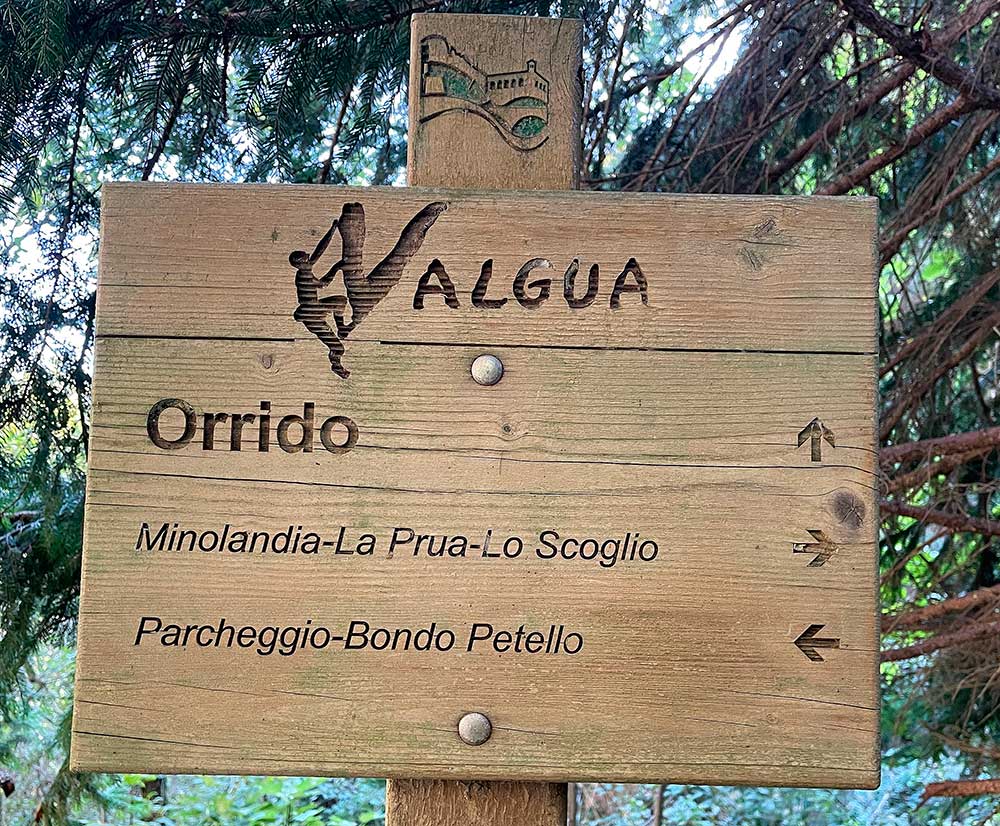 VALGUA
Orrido ↑
Minolandia-La Prua-Lo Scoglio →
Parcheggio-Bondo Petello ←